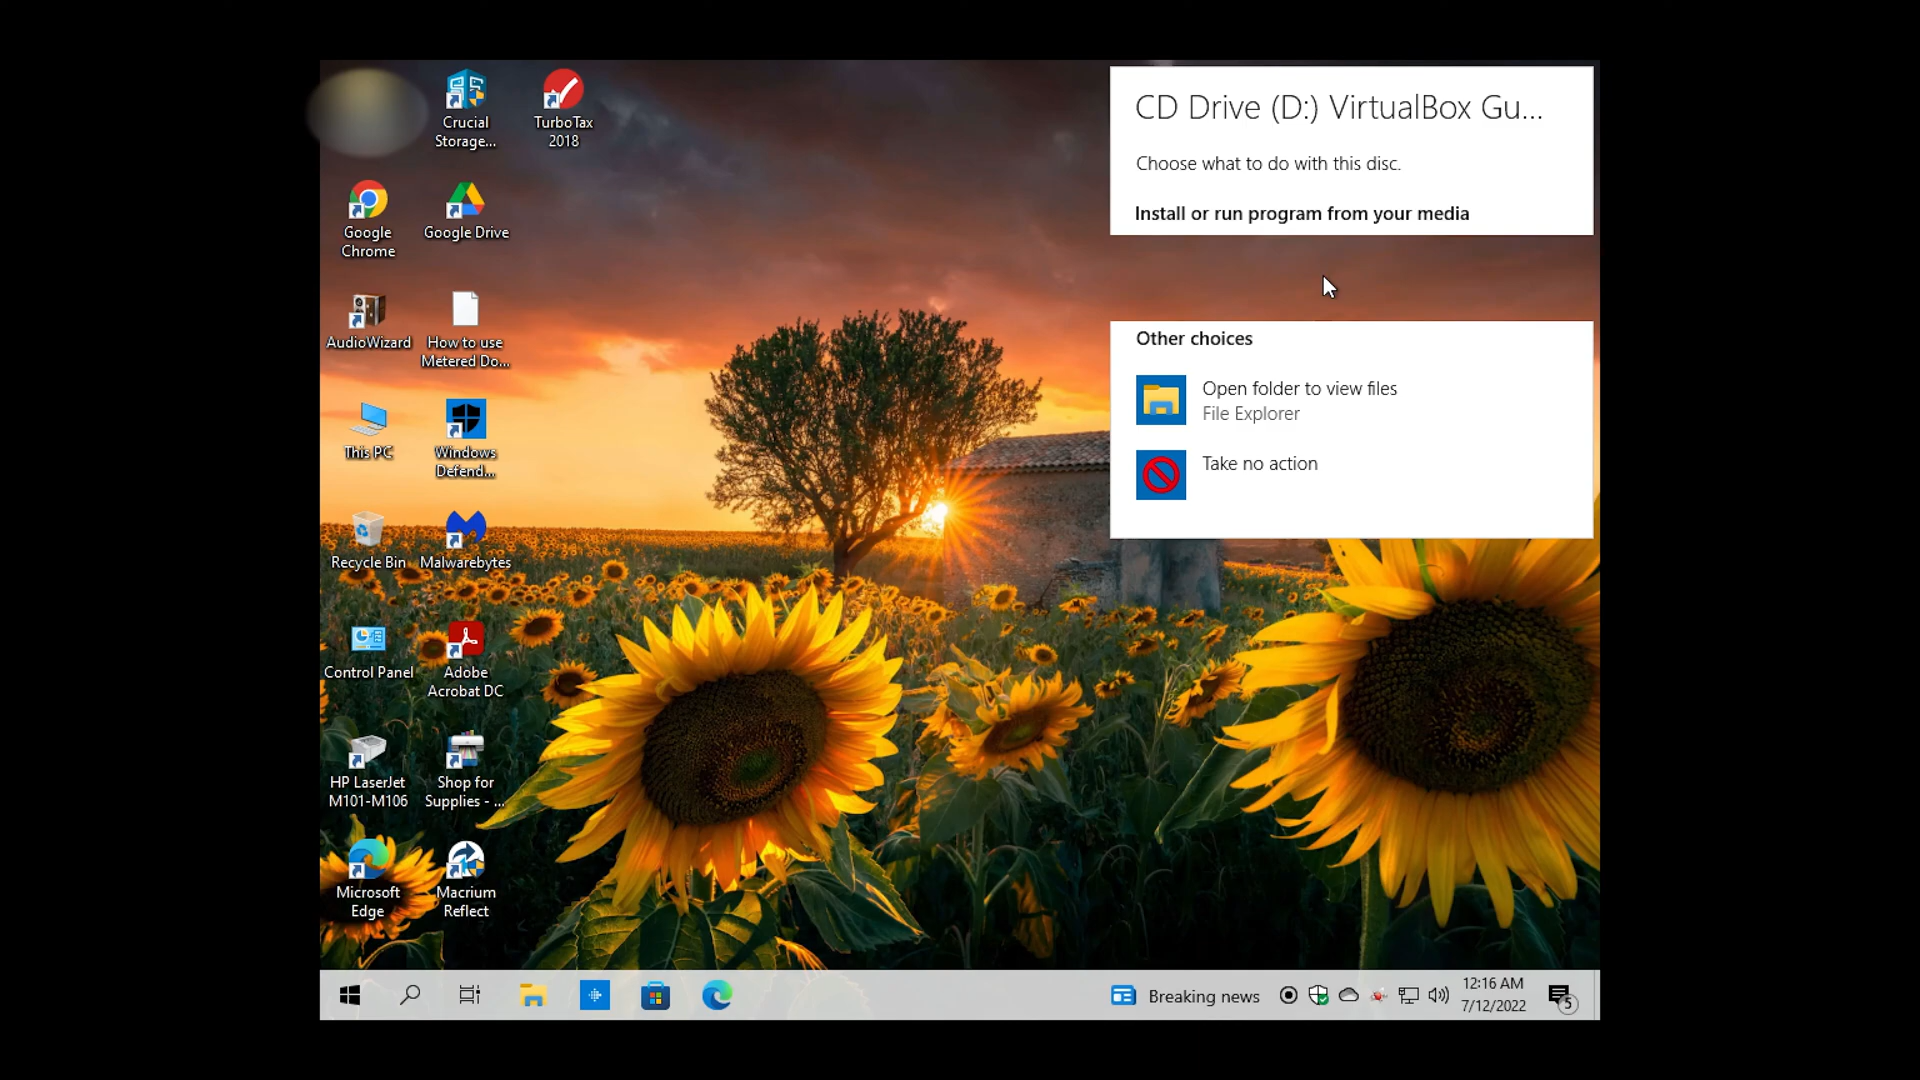 Crucial
Storage...
TurboTax
2018
Google
Chrome
Google Drive
AudioWizard
How to use
Metered Do...
This PC
Windows
Defend...
Recycle Bin
Malwarebytes
Control Panel
Adobe
Acrobat DC
HP LaserJet
M101-M106
Shop for
Supplies - ...
Microsoft
Edge
Macrium
Reflect
CD Drive (D:) VirtualBox Gu...
Choose what to do with this disc.
Install or run program from your media
Other choices
Open folder to view files
File Explorer
Take no action
Breaking news
12:16 AM
7/12/2022
5